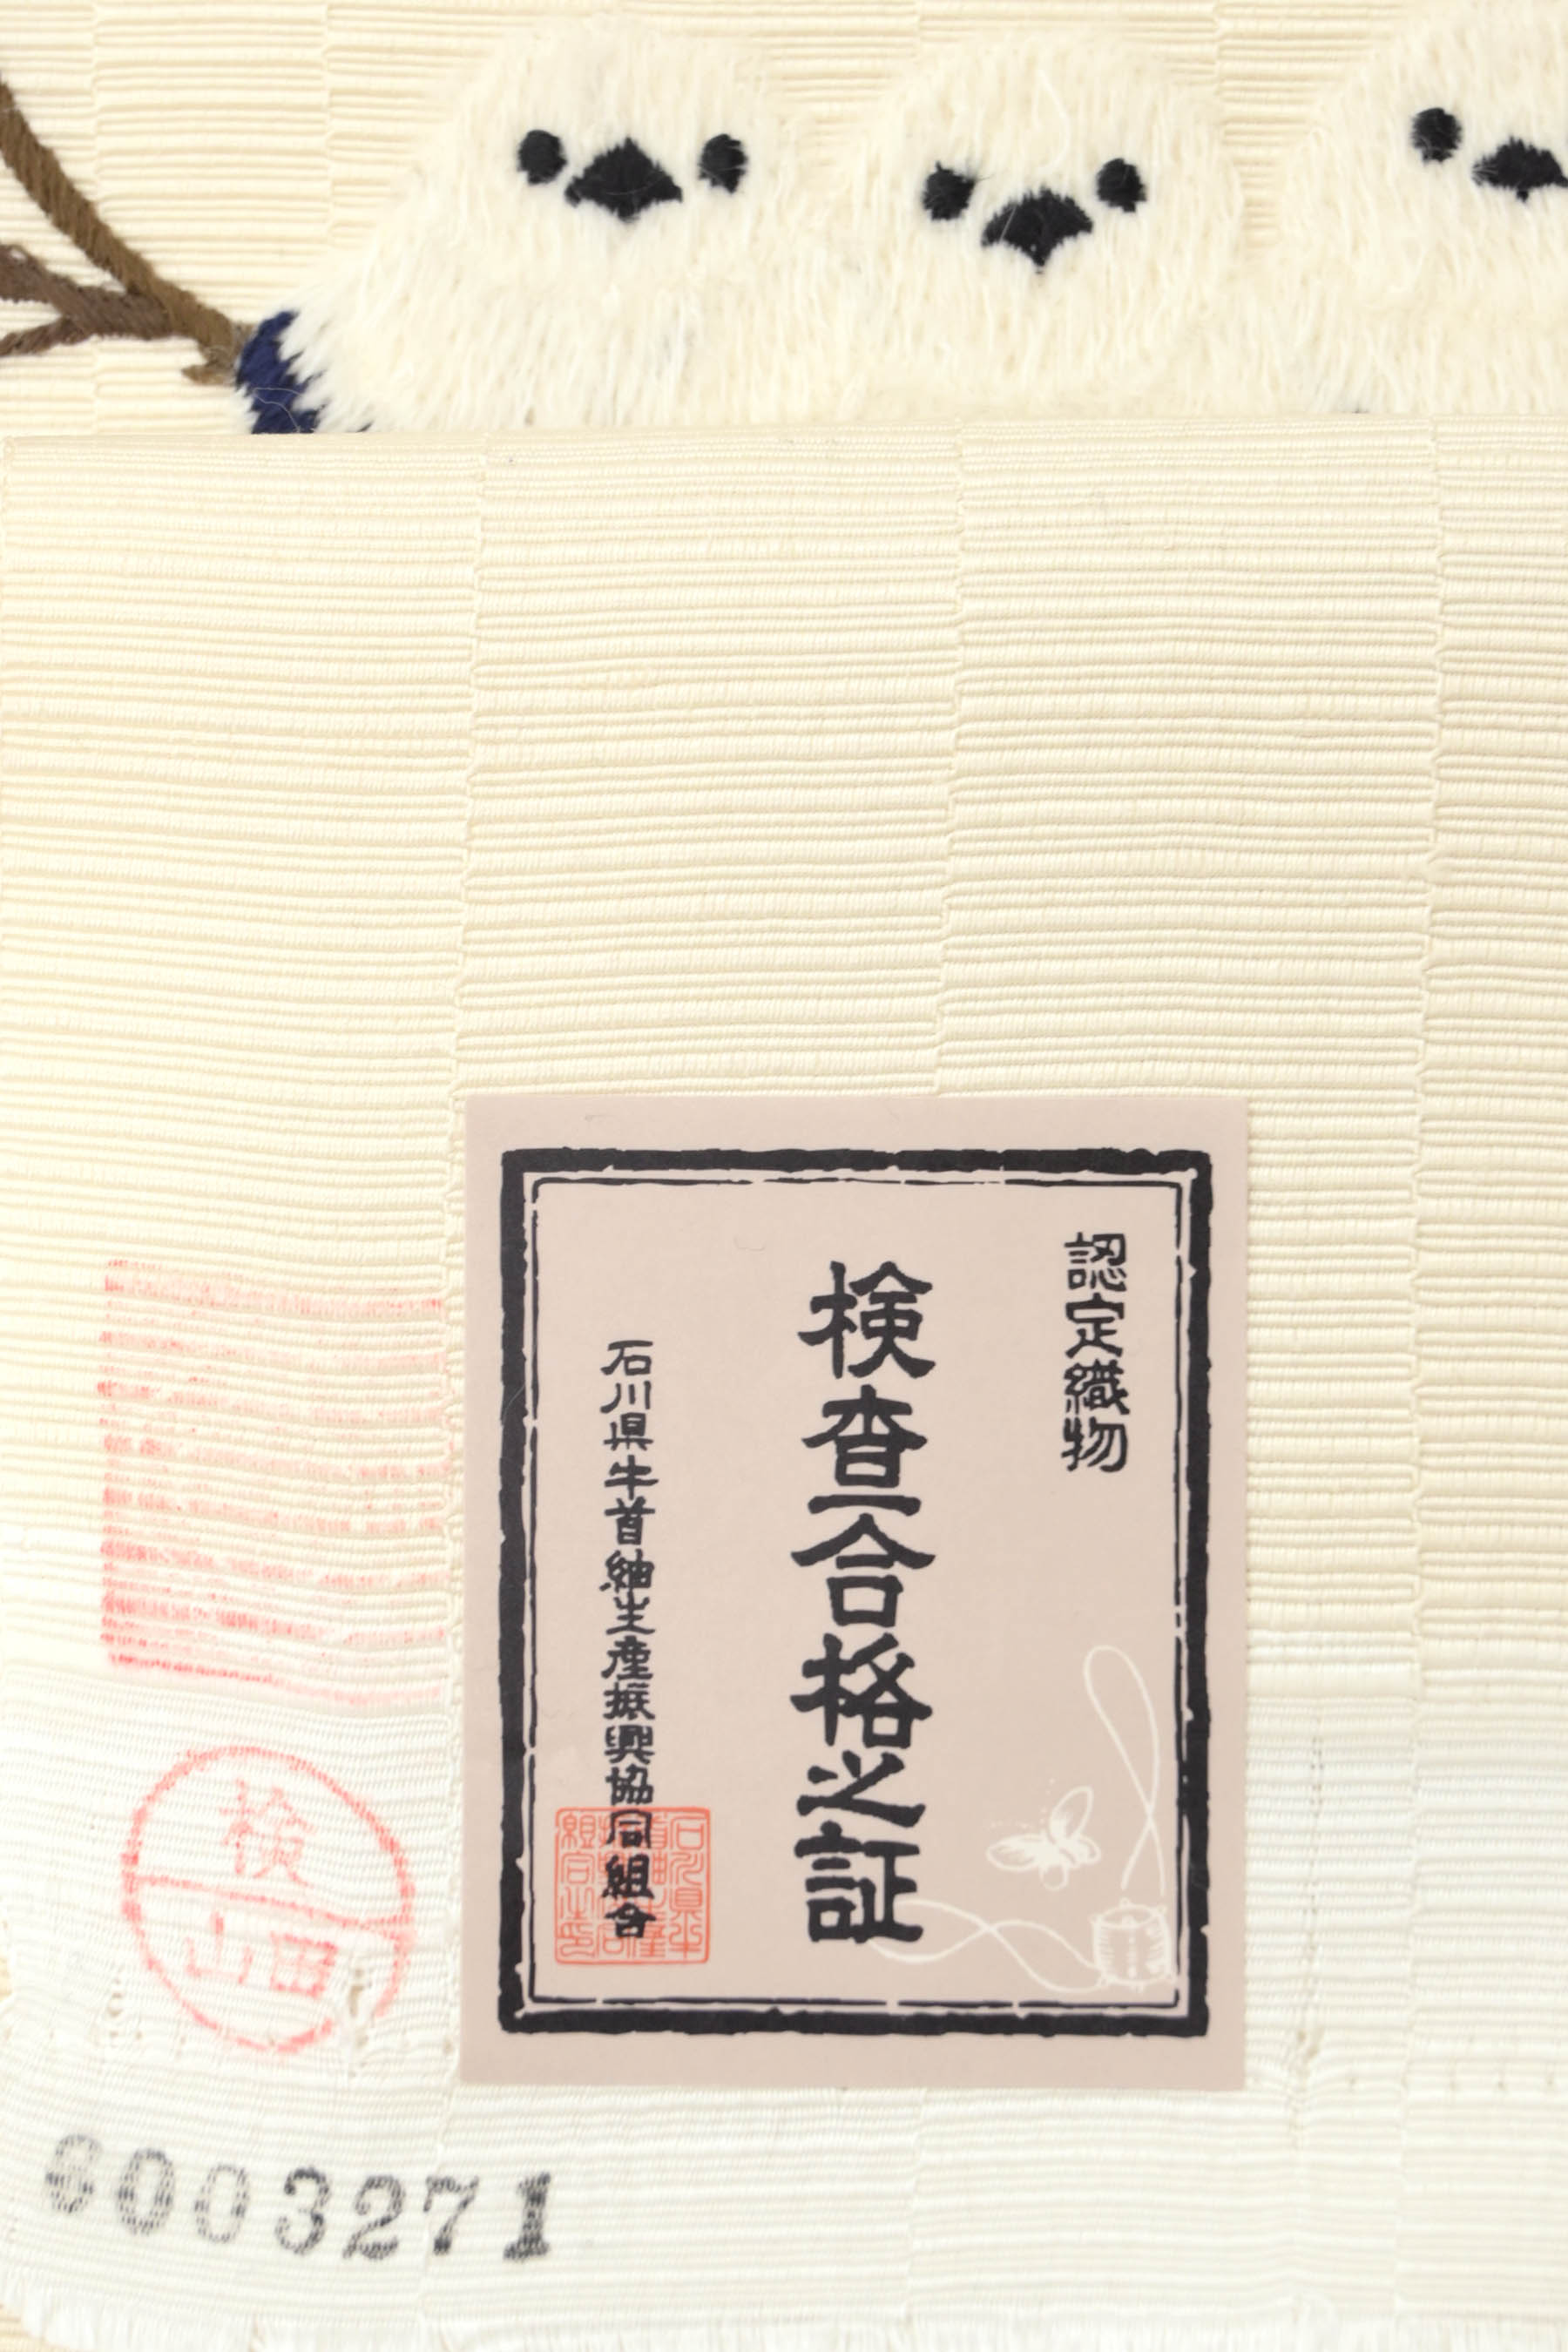 認定織物
検査合格之証
石川県牛首紬生産振興協同組合
検
山田
6003271